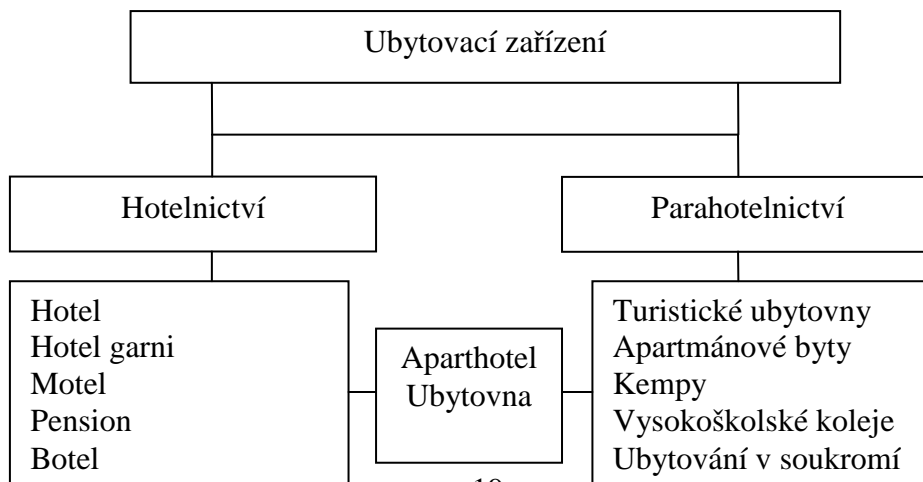 Ubytovací zařízení
Hotelnictví
Parahotelnictví
Hotel
Hotel garni
Motel
Pension
Botel
Aparthotel
Ubytovna
Turistické ubytovny
Apartmánové byty
Kempy
Vysokoškolské koleje
Ubytování v soukromí